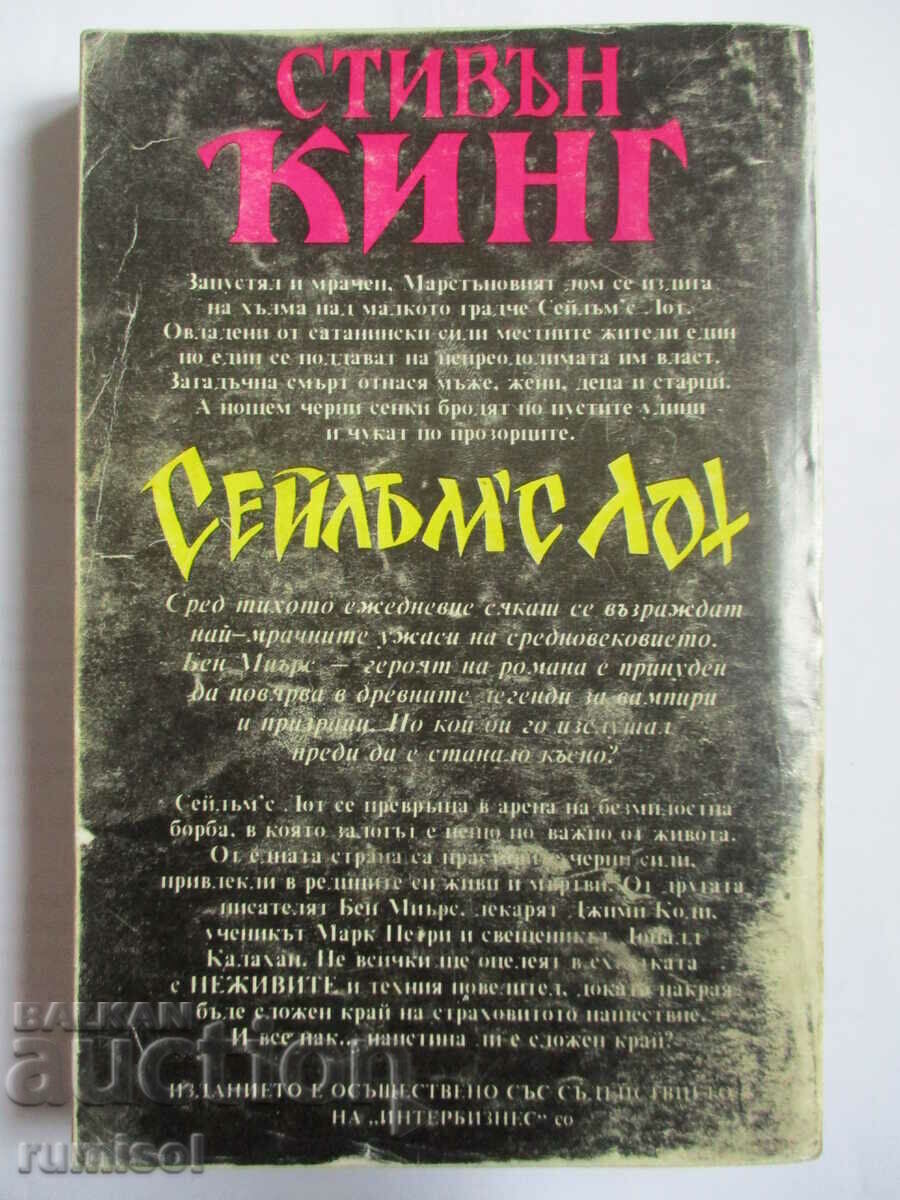 СТИВЪН
КИНГ
Запустял и мрачен, Марстъновият дом се издига
на хълма над малкото градче Сейлъм'с Лот.
Овладени от сатанински сили местните жители един
по един се поддават на непреодолимата им власт.
Загадъчна смърт отнася мъже, жени, деца и старци.
А нощем черни сенки бродят по пустите улици -
и чукат по прозорците.
СЕЙЛЪМ'С ЛОТ
Сред тихото ежедневие сякаш се възраждат
най-мрачните ужаси на средновековието.
Бен Миърс – героят на романа е принуден
да повярва в древните легенди за вампири
и призраци. Но кой би го изслушал
преди да е станало късно?
Сейлъм'с Лот се превръща в арена на безмилостна
борба, в която залогът е нещо по важно от живота.
От едната страна са черни сили,
привлекли в редиците си живи и мъртви. От другата
писателят Бен Миърс, лекарят Джими Коди,
ученикът Марк Петри и свещеникът Доналд
Калахан. Не всички ще оцелеят в схватката
с НЕЖИВИТЕ и техния повелител, докато накрая
бъде сложен край на страховитото нашествие.
И все пак... наистина ли е сложен край?
ИЗДАНИЕТО Е ОСЪЩЕСТВЕНО СЪС СЪДЕЙСТВИЕТО
НА „ИНТЕРБИЗНЕС" co
BALKAN
auction
rumisol